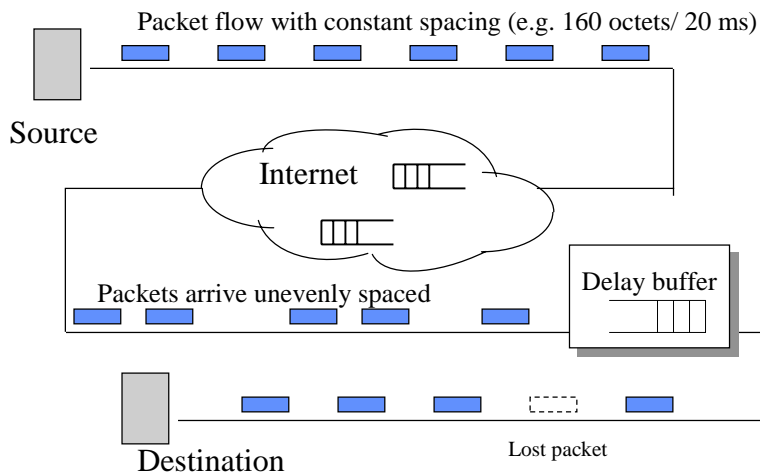 Packet flow with constant spacing (e.g. 160 octets/ 20 ms)
Source
Internet
Delay buffer
Packets arrive unevenly spaced
Lost packet
Destination